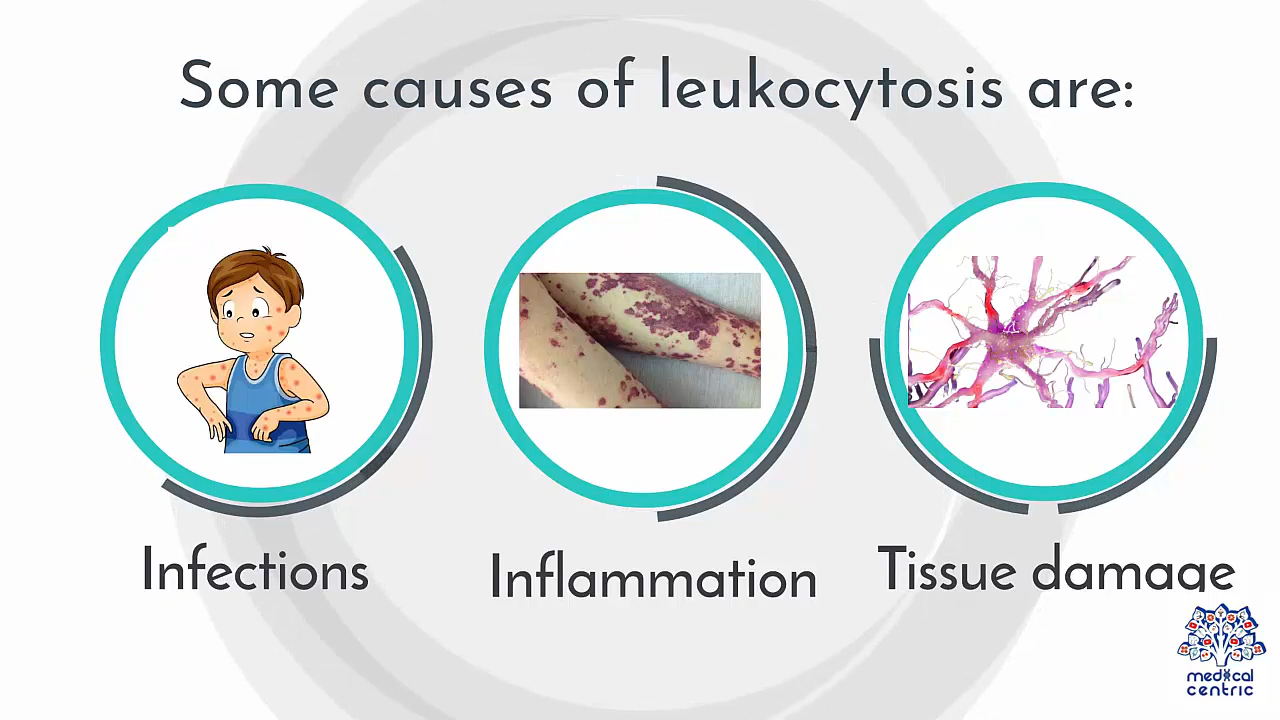 Some causes of leukocytosis are:
Infections
Inflammation
Tissue damage
medical
centric